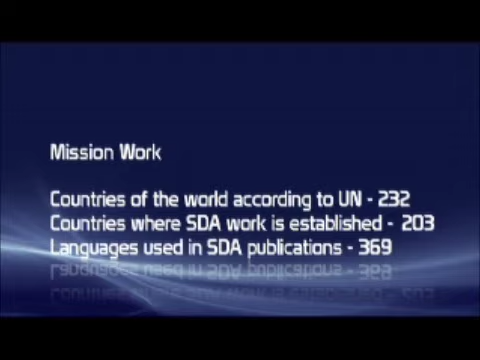 Mission Work
Countries of the world according to UN - 232
Countries where SDA work is established - 203
Languages used in SDA publications - 369